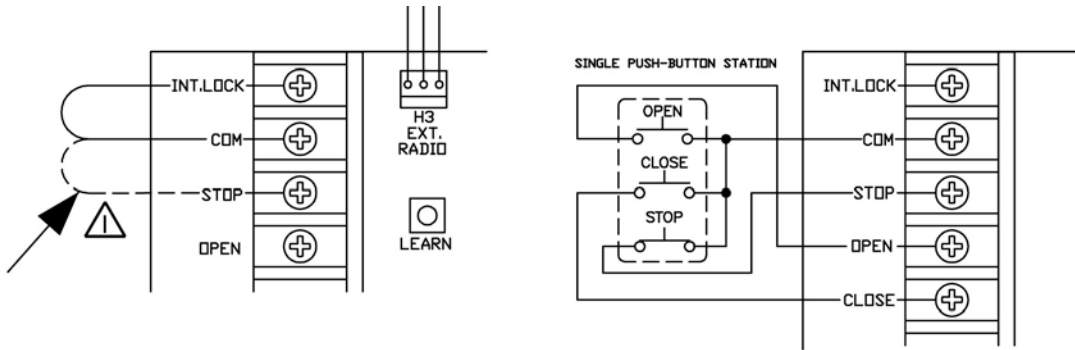 INT.LOCK
COM
STOP
OPEN
H3
EXT.
RADIO
LEARN
SINGLE PUSH-BUTTON STATION
OPEN
CLOSE
STOP
INT.LOCK
COM
STOP
OPEN
CLOSE